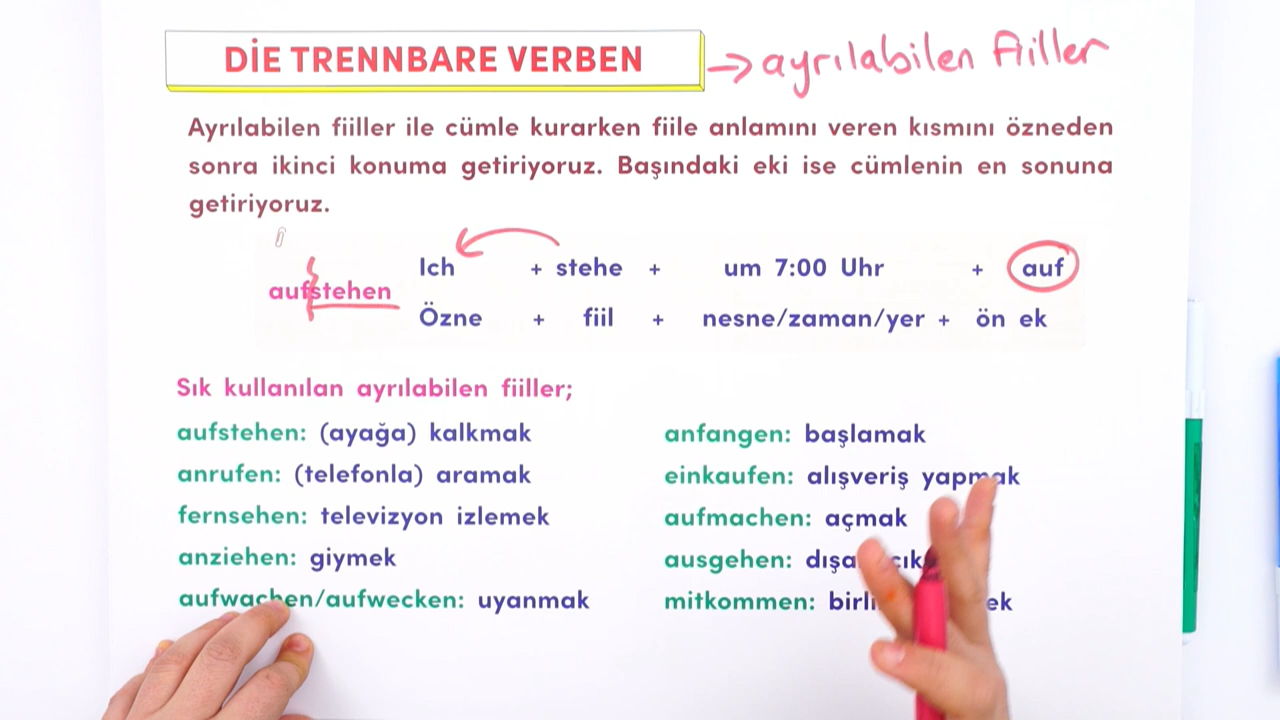 DİE TRENNBARE VERBEN → ayrılabilen fiiller
Ayrılabilen fiiller ile cümle kurarken fiile anlamını veren kısmını özneden
sonra ikinci konuma getiriyoruz. Başındaki eki ise cümlenin en sonuna
getiriyoruz.
Ich + stehe + um 7:00 Uhr + auf
aufstehen
Özne + fiil + nesne/zaman/yer + ön ek
Sık kullanılan ayrılabilen fiiller;
aufstehen: (ayağa) kalkmak
anrufen: (telefonla) aramak
fernsehen: televizyon izlemek
anziehen: giymek
aufwachen/aufwecken: uyanmak
anfangen: başlamak
einkaufen: alışveriş yapmak
aufmachen: açmak
ausgehen:
mitkommen: